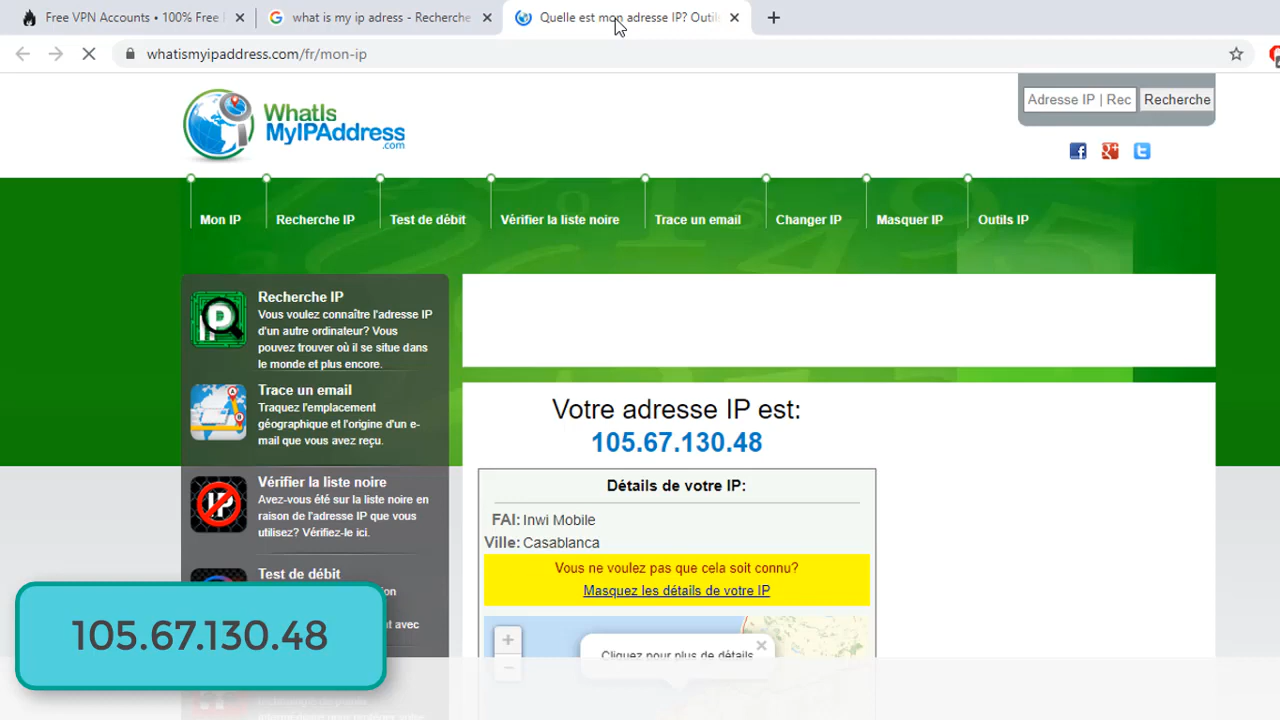 Free VPN Accounts • 100% Free
what is my ip adress - Recherche
Quelle est mon adresse IP? Outils
whatismyipaddress.com/fr/mon-ip
WhatIs
MyIPAddress
.com
Adresse IP | Rec
Recherche
Mon IP
Recherche IP
Test de débit
Vérifier la liste noire
Trace un email
Changer IP
Masquer IP
Outils IP
Recherche IP
Vous voulez connaître l'adresse IP
d'un autre ordinateur? Vous
pouvez trouver où il se situe dans
le monde et plus encore.
Trace un email
Traquez l'emplacement
géographique et l'origine d'un e-
mail que vous avez reçu.
Vérifier la liste noire
Avez-vous été sur la liste noire en
raison de l'adresse IP que vous
utilisez? Vérifiez-le ici.
Test de débit
Votre adresse IP est:
105.67.130.48
Détails de votre IP:
FAI: Inwi Mobile
Ville: Casablanca
Vous ne voulez pas que cela soit connu?
Masquez les détails de votre IP
Cliquez pour plus de détails
105.67.130.48